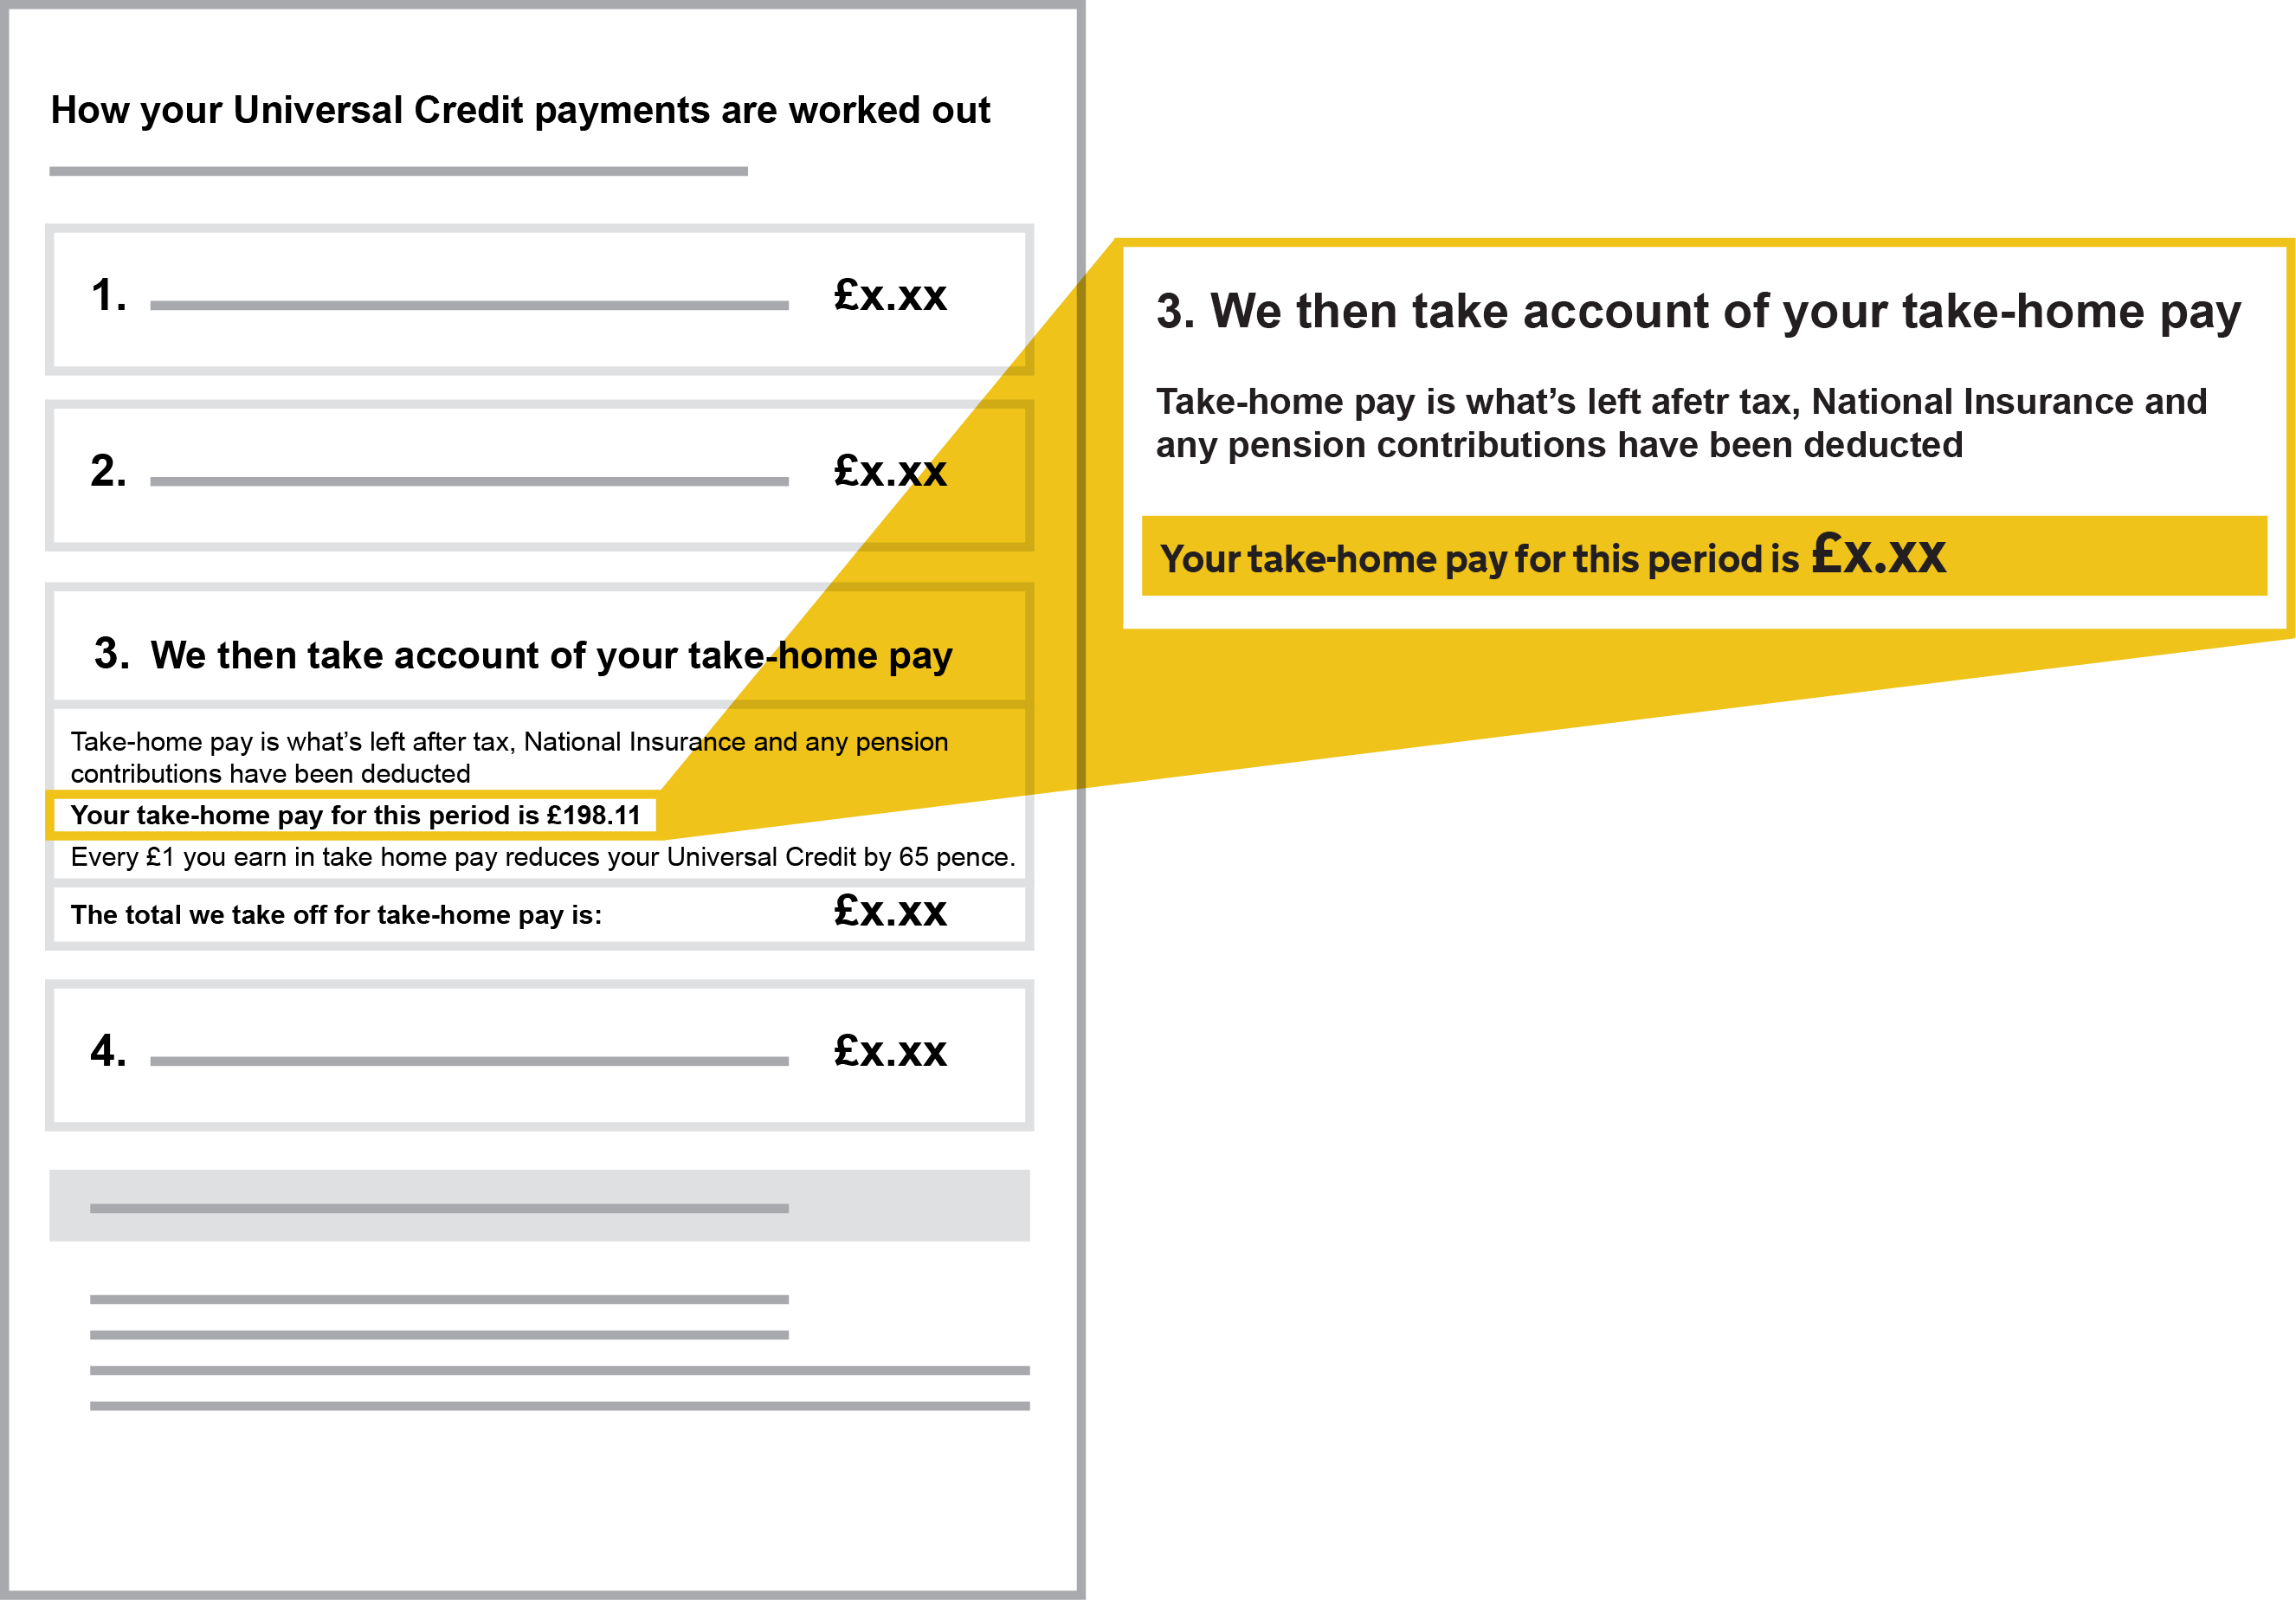 How your Universal Credit payments are worked out
1. £x.xx
2. £x.xx
3. We then take account of your take-home pay
Take-home pay is what’s left after tax, National Insurance and any pension
contributions have been deducted
Your take-home pay for this period is £198.11
Every £1 you earn in take home pay reduces your Universal Credit by 65 pence.
The total we take off for take-home pay is: £x.xx
4. £x.xx
3. We then take account of your take-home pay
Take-home pay is what’s left afetr tax, National Insurance and
any pension contributions have been deducted
Your take-home pay for this period is £x.xx